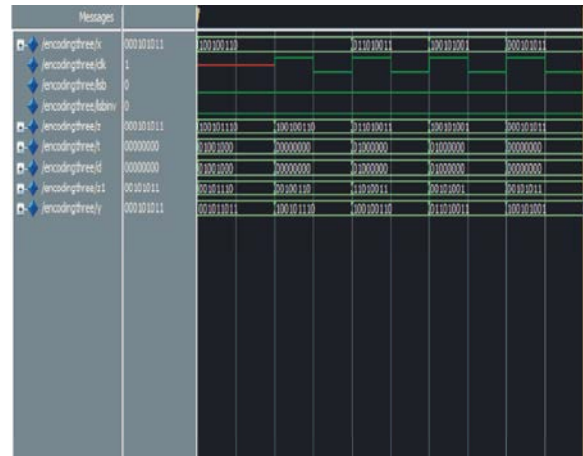 Messages
/encodingthree/x 000101011 100100110 011010011 100101001 000101011
/encodingthree/clk 1
/encodingthree/lsb 0
/encodingthree/lsbinv 0
/encodingthree/z 000101011 100101110 100100110 011010011 100101001 000101011
/encodingthree/t 00000000 01001000 00000000 01000000 01000000 00000000
/encodingthree/d 00000000 01001000 00000000 01000000 01000000 00000000
/encodingthree/z1 00101011 00101110 00100110 11010011 00101001 00101011
/encodingthree/y 000101011 001011011 100101110 100100110 011010011 100101001